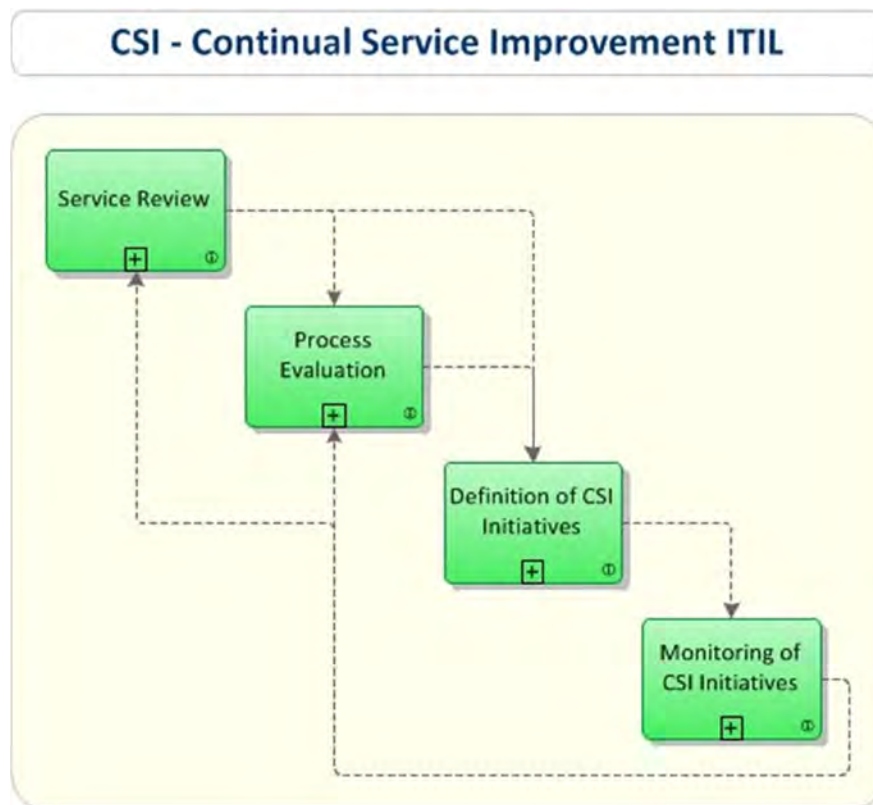 CSI - Continual Service Improvement ITIL
Service Review
Process
Evaluation
Definition of CSI
Initiatives
Monitoring of
CSI Initiatives